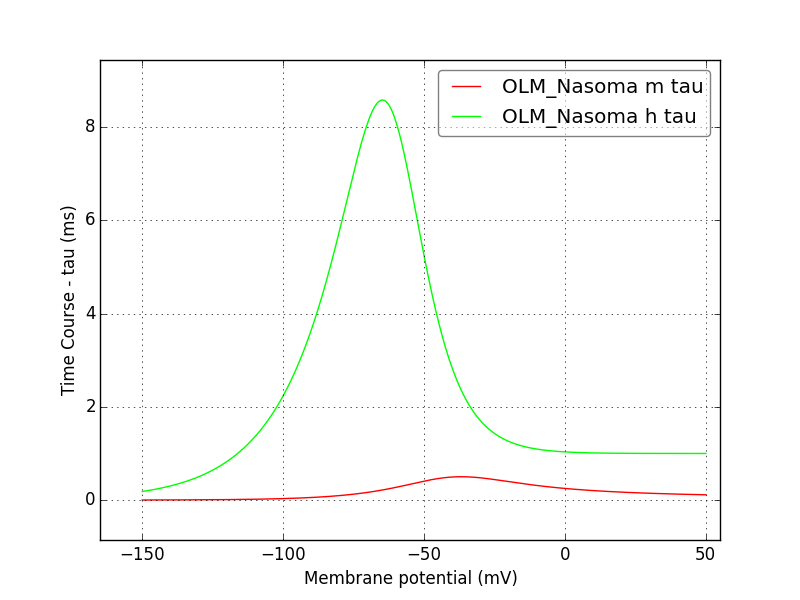 OLM_Nasoma m tau
OLM_Nasoma h tau
8
6
4
2
0
Time Course - tau (ms)
−150 −100 −50 0 50
Membrane potential (mV)